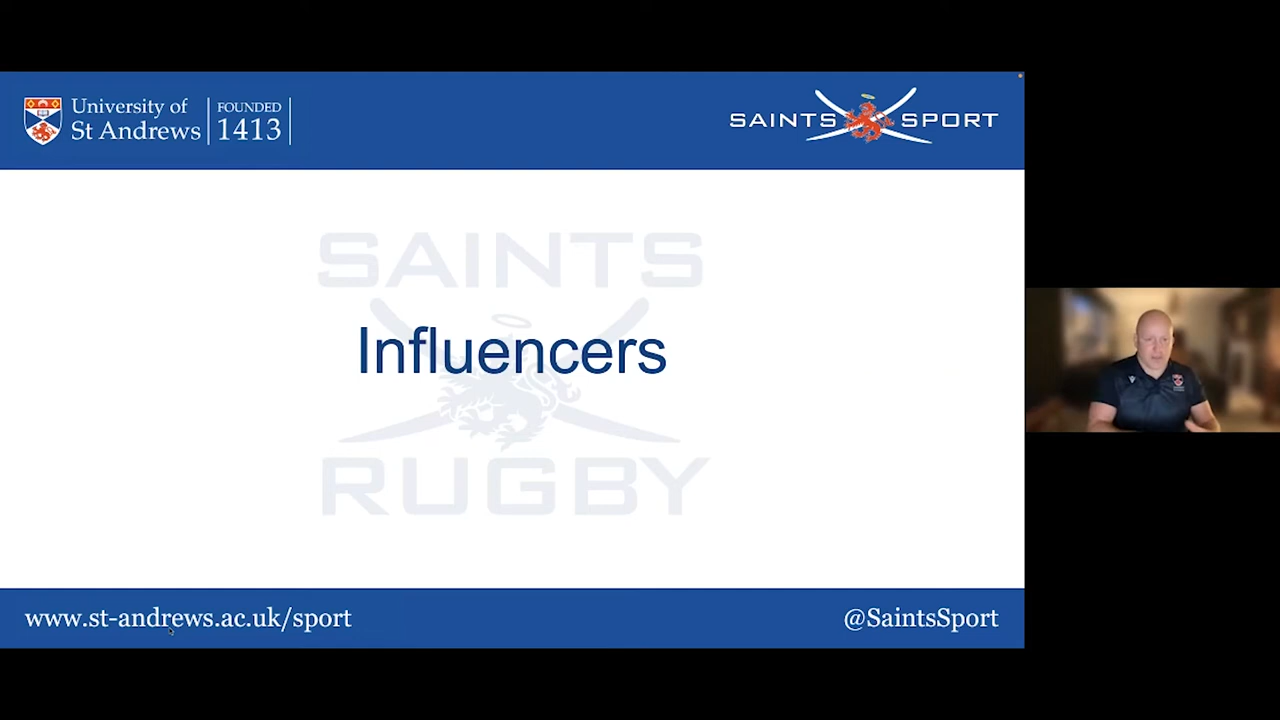 University of
St Andrews
FOUNDED
1413
SAINTS SPORT
SAINTS
Influencers
RUGBY
www.st-andrews.ac.uk/sport
@SaintsSport